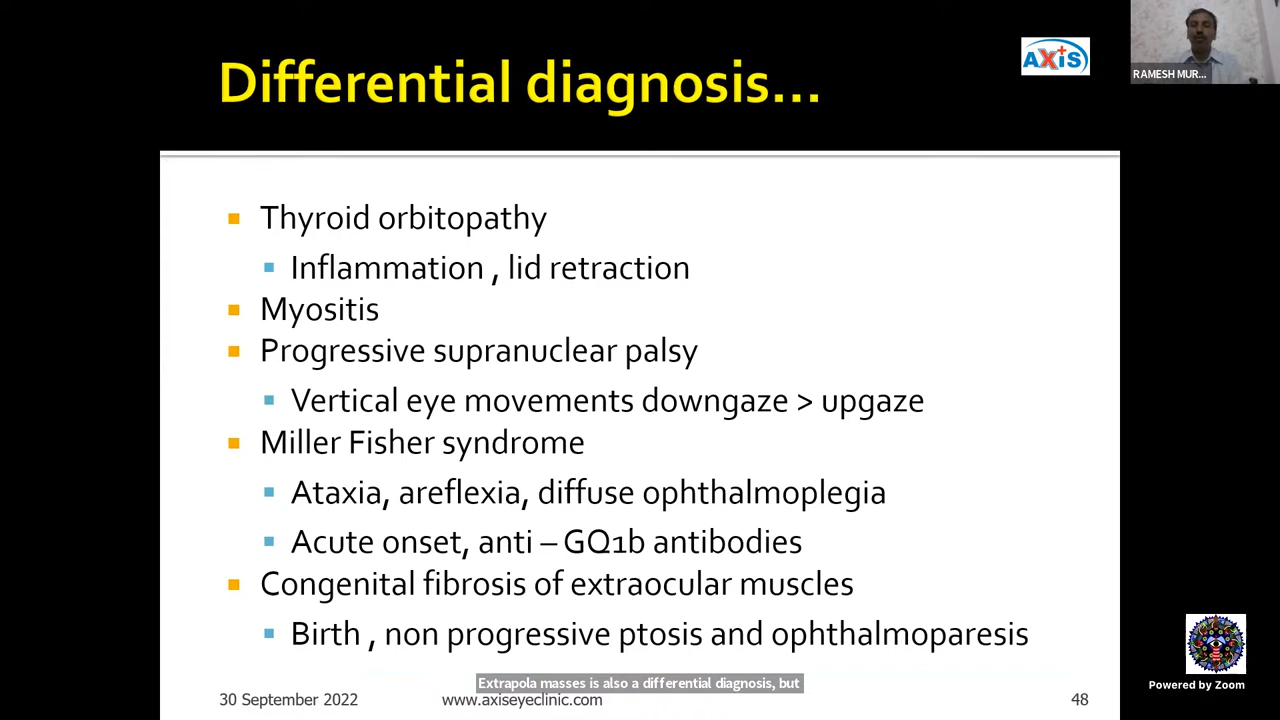 Differential diagnosis...
AXiS
RAMESH MUR...
Thyroid orbitopathy
Inflammation , lid retraction
Myositis
Progressive supranuclear palsy
Vertical eye movements downgaze > upgaze
Miller Fisher syndrome
Ataxia, areflexia, diffuse ophthalmoplegia
Acute onset, anti – GQ1b antibodies
Congenital fibrosis of extraocular muscles
Birth , non progressive ptosis and ophthalmoparesis
Extrapola masses is also a differential diagnosis, but
30 September 2022
www.axiseyeclinic.com
48
Powered by Zoom